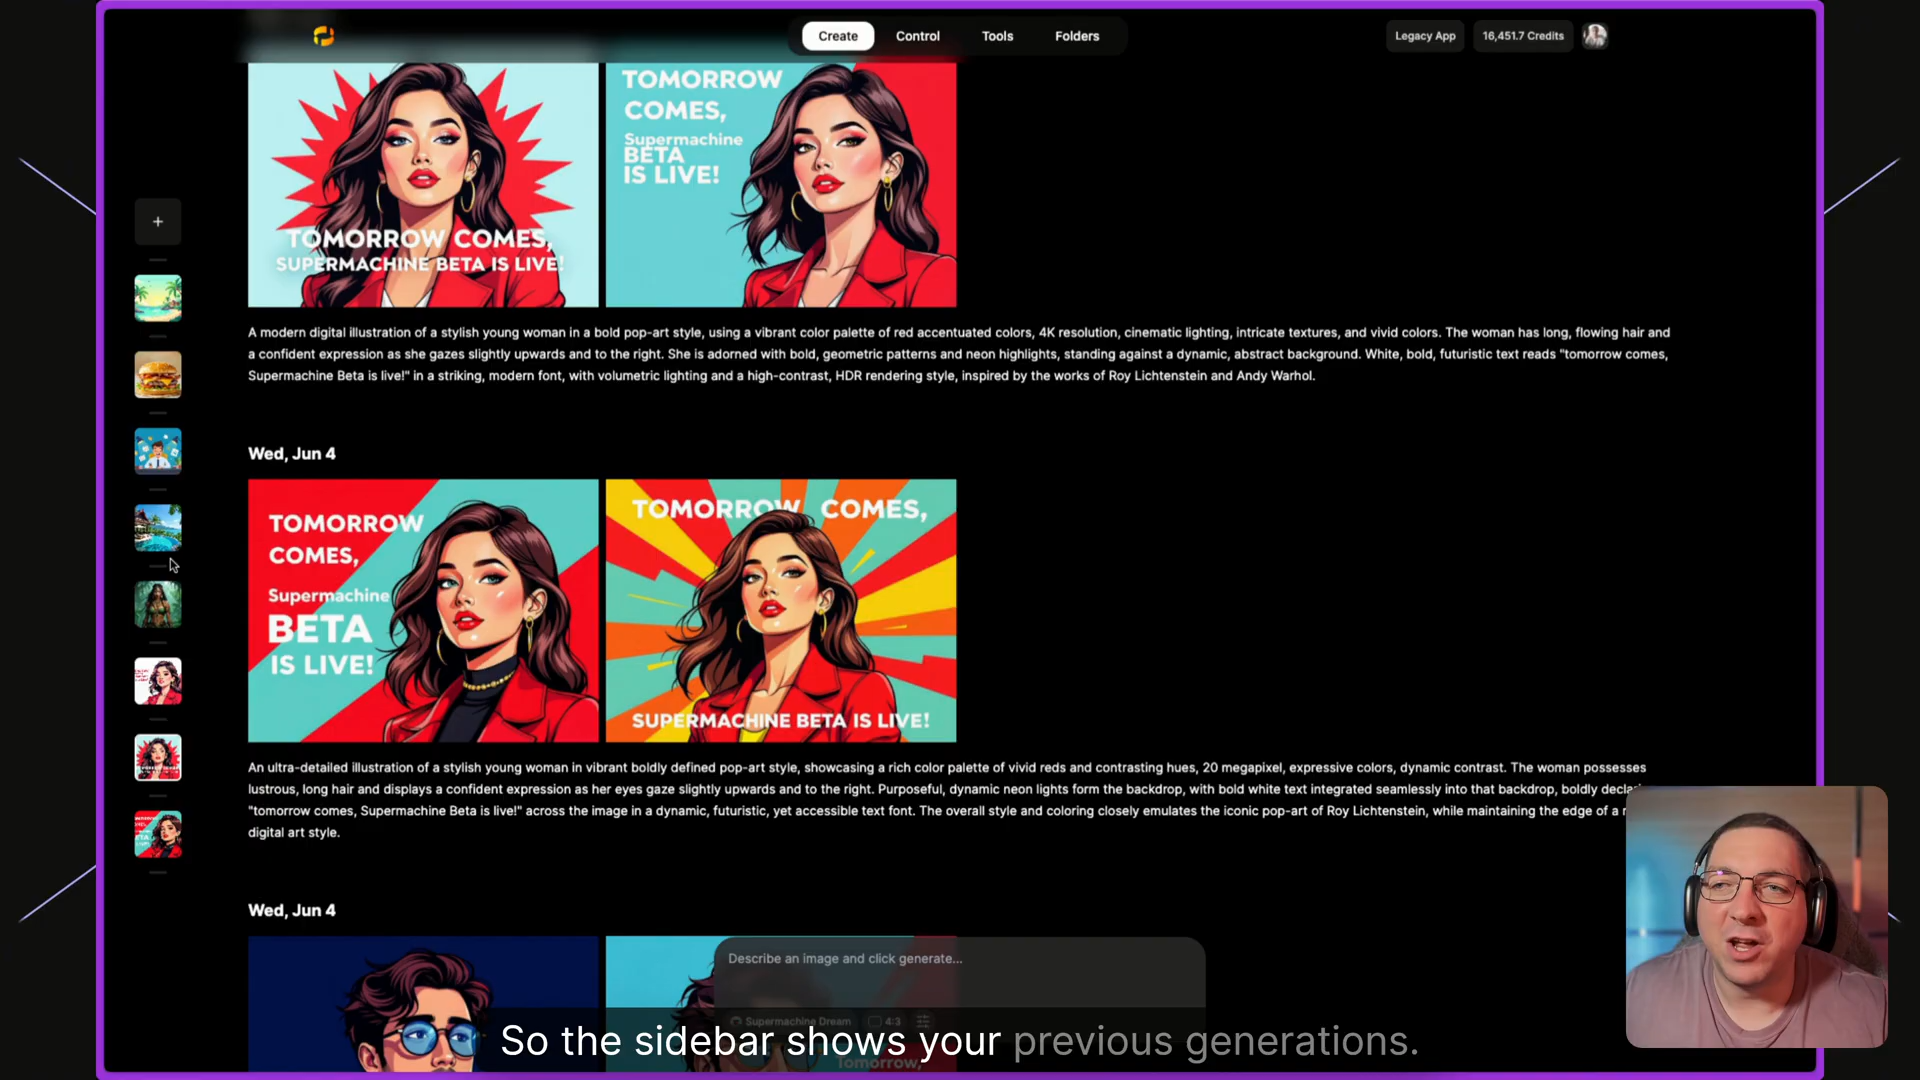 Create
Control
Tools
Folders
Legacy App
16,451.7 Credits
TOMORROW COMES,
SUPERMACHINE BETA IS LIVE!
TOMORROW
COMES,
Supermachine
BETA
IS LIVE!
A modern digital illustration of a stylish young woman in a bold pop-art style, using a vibrant color palette of red accentuated colors, 4K resolution, cinematic lighting, intricate textures, and vivid colors. The woman has long, flowing hair and
a confident expression as she gazes slightly upwards and to the right. She is adorned with bold, geometric patterns and neon highlights, standing against a dynamic, abstract background. White, bold, futuristic text reads "tomorrow comes,
Supermachine Beta is live!" in a striking, modern font, with volumetric lighting and a high-contrast, HDR rendering style, inspired by the works of Roy Lichtenstein and Andy Warhol.
Wed, Jun 4
TOMORROW
COMES,
Supermachine
BETA
IS LIVE!
TOMORROW COMES,
SUPERMACHINE BETA IS LIVE!
An ultra-detailed illustration of a stylish young woman in vibrant boldly defined pop-art style, showcasing a rich color palette of vivid reds and contrasting hues, 20 megapixel, expressive colors, dynamic contrast. The woman possesses
lustrous, long hair and displays a confident expression as her eyes gaze slightly upwards and to the right. Purposeful, dynamic neon lights form the backdrop, with bold white text integrated seamlessly into that backdrop, boldly
"tomorrow comes, Supermachine Beta is live!" across the image in a dynamic, futuristic, yet accessible text font. The overall style and coloring closely emulates the iconic pop-art of Roy Lichtenstein, while maintaining the edge of a
digital art style.
Wed, Jun 4
Describe an image and click generate...
Supermachine Dream
4:3
So the sidebar shows your previous generations.
Tomorrow,